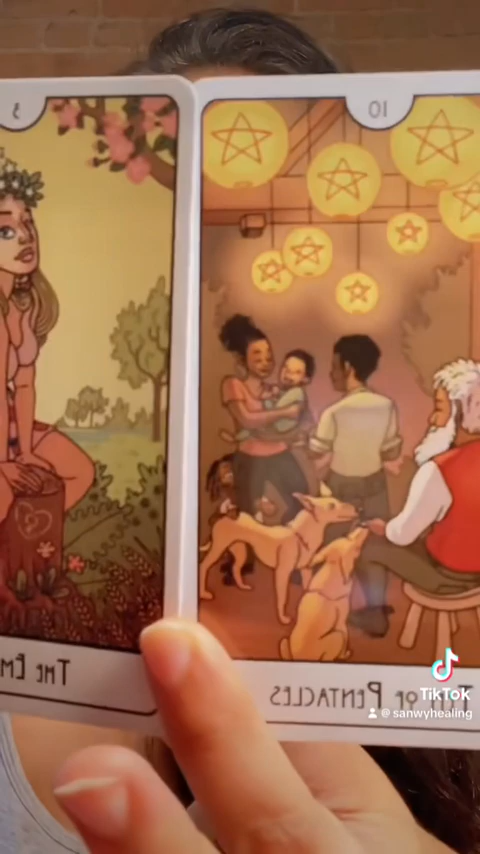 3
10
THE EM
OF PENTACLES
TikTok
@ sanwyhealing